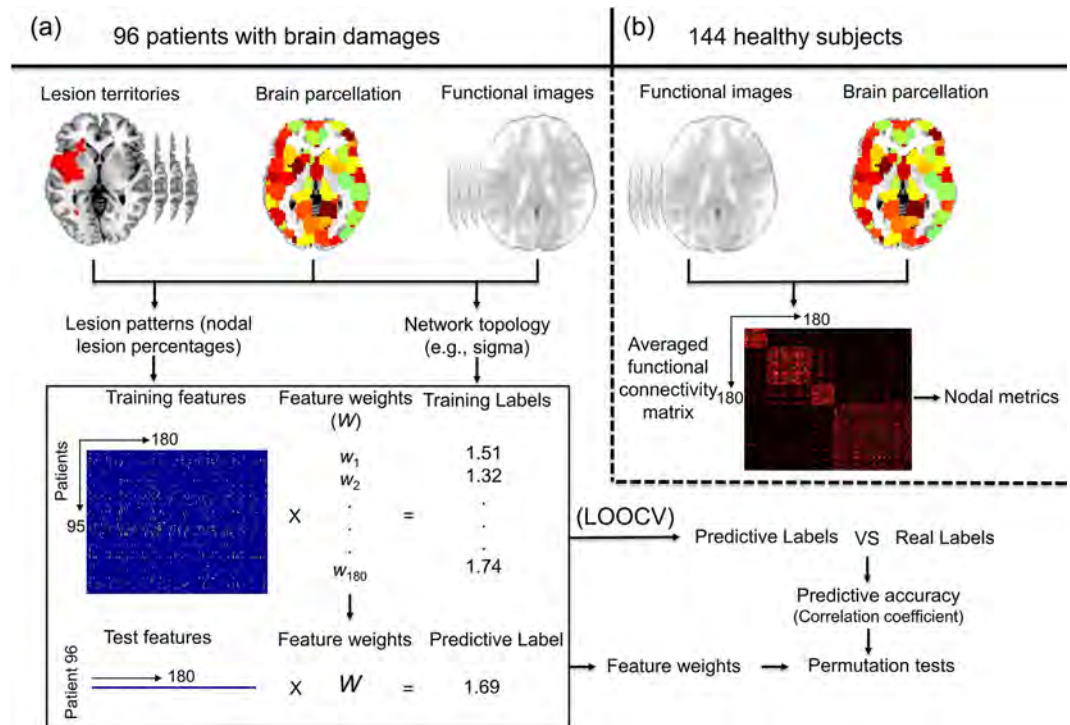 (a)
96 patients with brain damages
(b)
144 healthy subjects
Lesion territories
Brain parcellation
Functional images
Functional images
Brain parcellation
Lesion patterns (nodal
lesion percentages)
Network topology
(e.g., sigma)
180
Averaged
functional
connectivity
matrix
180
Nodal metrics
Training features
Feature weights
(W)
Training Labels
180
Patients
95
w1
w2
.
.
.
.
w180
X
=
1.51
1.32
.
.
.
1.74
(LOOCV)
Predictive Labels VS Real Labels
Predictive accuracy
(Correlation coefficient)
Test features
Feature weights
Predictive Label
Patient 96
180
X W = 1.69
Feature weights
Permutation tests